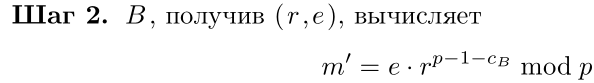 Шаг 2. B, получив (r,e), вычисляет
m′ = e · r^{p−1−c_B} mod p